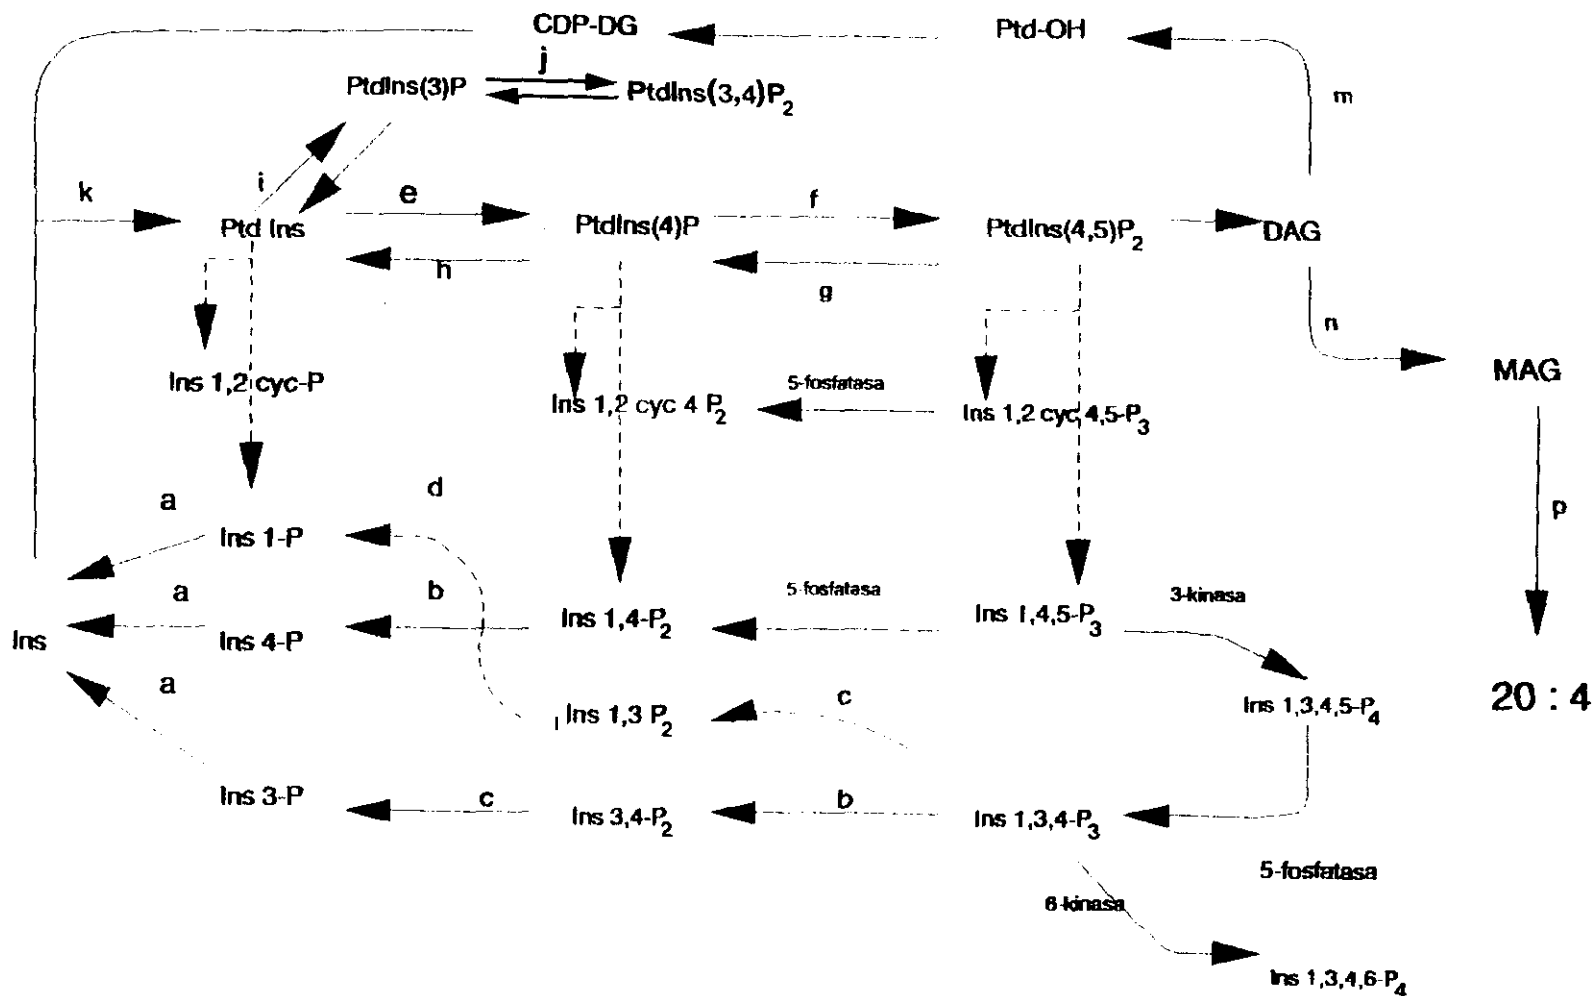 CDP-DG
Ptd-OH
j
PtdIns(3)P
PtdIns(3,4)P2
m
k
i
e
f
Ptd Ins
PtdIns(4)P
PtdIns(4,5)P2
DAG
h
g
n
Ins 1,2 cyc-P
MAG
5-fosfatasa
Ins 1,2 cyc 4 P2
Ins 1,2 cyc 4,5-P3
a
d
p
Ins 1-P
a
b
5-fosfatasa
3-kinasa
Ins
Ins 4-P
Ins 1,4-P2
Ins 1,4,5-P3
a
c
Ins 1,3 P2
Ins 1,3,4,5-P4
20 : 4
Ins 3-P
c
b
Ins 3,4-P2
Ins 1,3,4-P3
5-fosfatasa
6-kinasa
Ins 1,3,4,6-P4